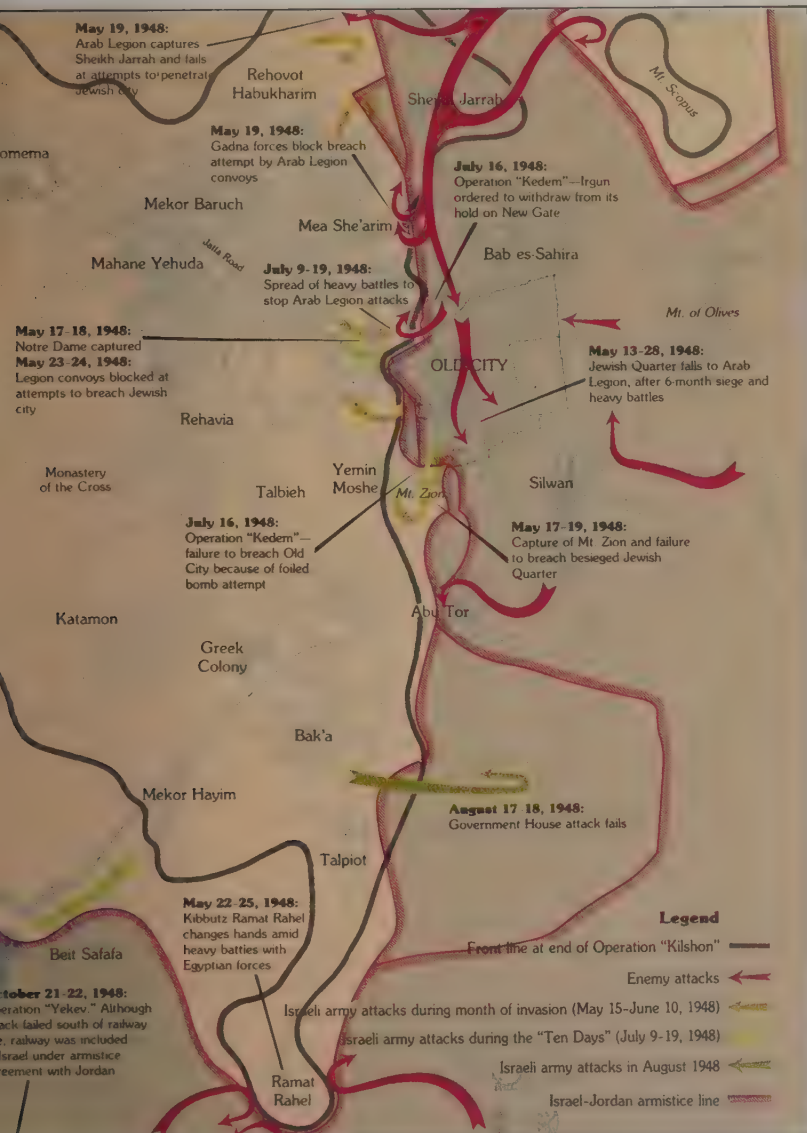 May 19, 1948:
Arab Legion captures
Sheikh Jarrah and fails
at attempts to penetrate
Jewish city
Rehovot
Habukharim
Sheikh Jarrah
Mt. Scopus
May 19, 1948:
Gadna forces block breach
attempt by Arab Legion
convoys
omema
July 16, 1948:
Operation "Kedem"—Irgun
ordered to withdraw from its
hold on New Gate
Mekor Baruch
Mea She'arim
Jaffa Road
Mahane Yehuda
Bab es-Sahira
July 9-19, 1948:
Spread of heavy battles to
stop Arab Legion attacks
Mt. of Olives
May 17-18, 1948:
Notre Dame captured
May 23-24, 1948:
Legion convoys blocked at
attempts to breach Jewish
city
OLD CITY
May 13-28, 1948:
Jewish Quarter falls to Arab
Legion, after 6-month siege and
heavy battles
Rehavia
Monastery
of the Cross
Talbieh
Yemin
Moshe
Mt. Zion
Silwan
July 16, 1948:
Operation "Kedem"—
failure to breach Old
City because of foiled
bomb attempt
May 17-19, 1948:
Capture of Mt. Zion and failure
to breach besieged Jewish
Quarter
Abu Tor
Katamon
Greek
Colony
Bak'a
Mekor Hayim
August 17-18, 1948:
Government House attack fails
Talpiot
May 22-25, 1948:
Kibbutz Ramat Rahel
changes hands amid
heavy battles with
Egyptian forces
Beit Safafa
ctober 21-22, 1948:
peration "Yekev." Although
ack failed south of railway
e, railway was included
Israel under armistice
reement with Jordan
Ramat
Rahel
Legend
Front line at end of Operation "Kilshon"
Enemy attacks
Israeli army attacks during month of invasion (May 15-June 10, 1948)
Israeli army attacks during the "Ten Days" (July 9-19, 1948)
Israeli army attacks in August 1948
Israel-Jordan armistice line